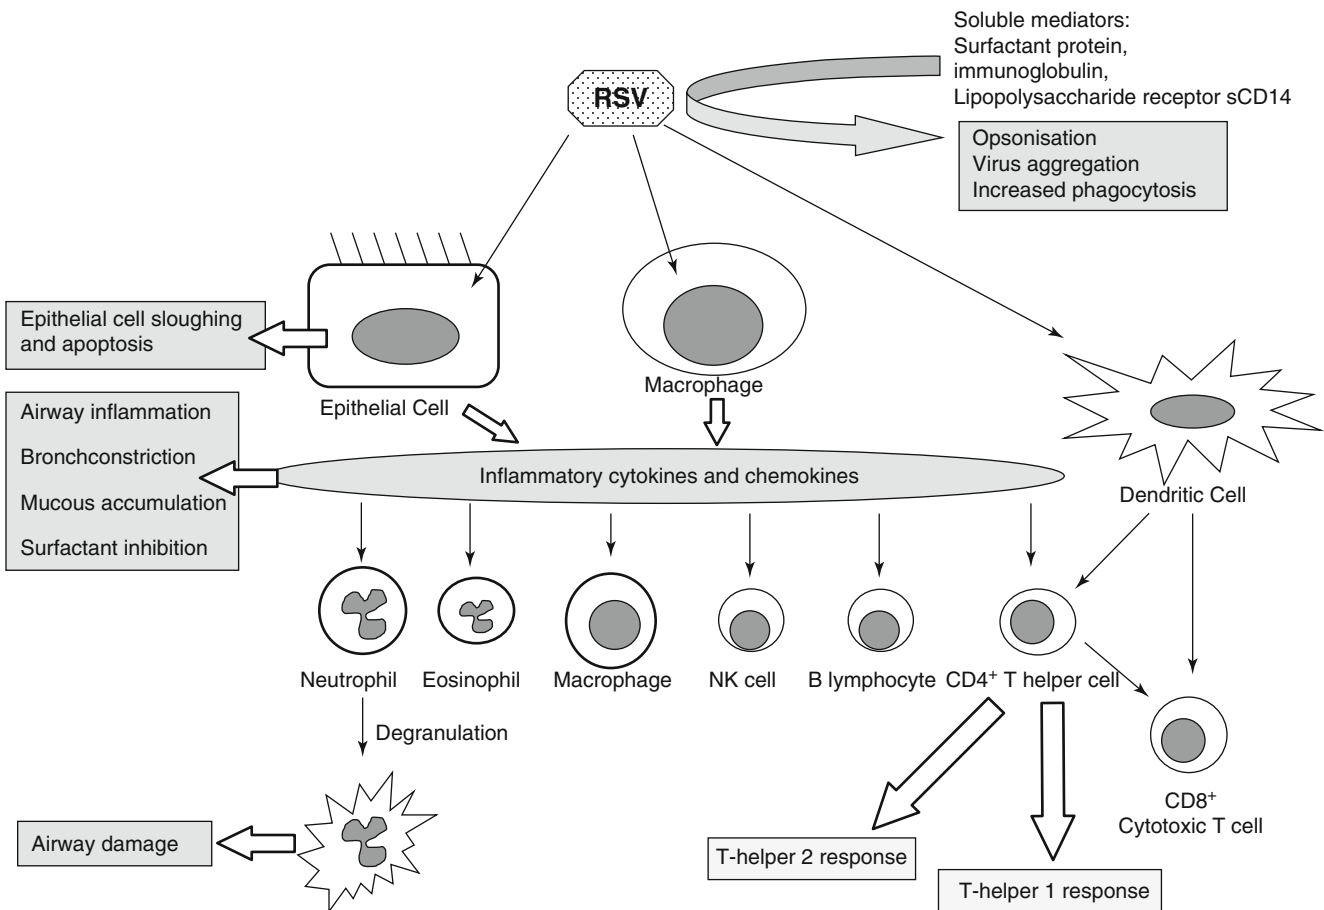 Soluble mediators:
Surfactant protein,
immunoglobulin,
Lipopolysaccharide receptor sCD14
RSV
Opsonisation
Virus aggregation
Increased phagocytosis
Epithelial cell sloughing
and apoptosis
Macrophage
Epithelial Cell
Airway inflammation
Bronchconstriction
Mucous accumulation
Surfactant inhibition
Inflammatory cytokines and chemokines
Dendritic Cell
Neutrophil
Eosinophil
Macrophage
NK cell
B lymphocyte
CD4⁺ T helper cell
Degranulation
CD8⁺
Cytotoxic T cell
Airway damage
T-helper 2 response
T-helper 1 response